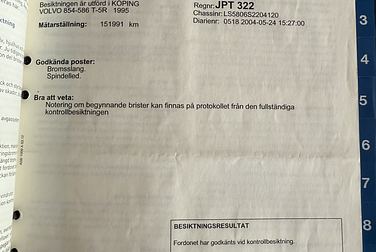 Besiktningen är utförd i KÖPING
VOLVO 854-586 T-5R 1995
Mätarställning: 151991 km
Regnr: JPT 322
Chassinr: LS5806S2204120
Diarienr: 0518 2004-05-24 15:27:00
Godkända poster:
Bromsslang.
Spindelled.
Bra att veta:
Notering om begynnande brister kan finnas på protokollet från den fullständiga
kontrollbesiktningen
BESIKTNINGSRESULTAT
Fordonet har godkänts vid kontrollbesiktning.
3
4
5
6
7
8